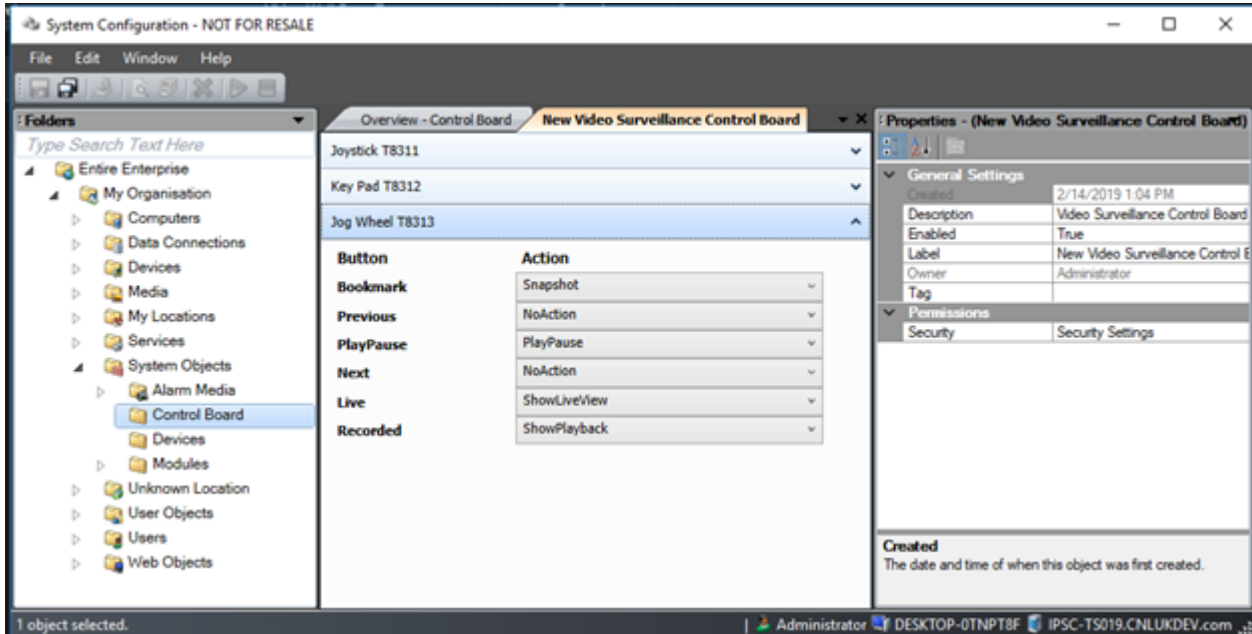 System Configuration - NOT FOR RESALE
File Edit Window Help
Folders
Type Search Text Here
Entire Enterprise
My Organisation
Computers
Data Connections
Devices
Media
My Locations
Services
System Objects
Alarm Media
Control Board
Devices
Modules
Unknown Location
User Objects
Users
Web Objects
Overview - Control Board New Video Surveillance Control Board
Joystick T8311
Key Pad T8312
Jog Wheel T8313
Button Action
Bookmark Snapshot
Previous NoAction
PlayPause PlayPause
Next NoAction
Live ShowLiveView
Recorded ShowPlayback
Properties - (New Video Surveillance Control Board)
General Settings
Created 2/14/2019 1:04 PM
Description Video Surveillance Control Board
Enabled True
Label New Video Surveillance Control
Owner Administrator
Tag
Permissions
Security Security Settings
Created
The date and time of when this object was first created.
1 object selected. | Administrator DESKTOP-0TNPT8F IPSC-TS019.CNLUKDEV.com